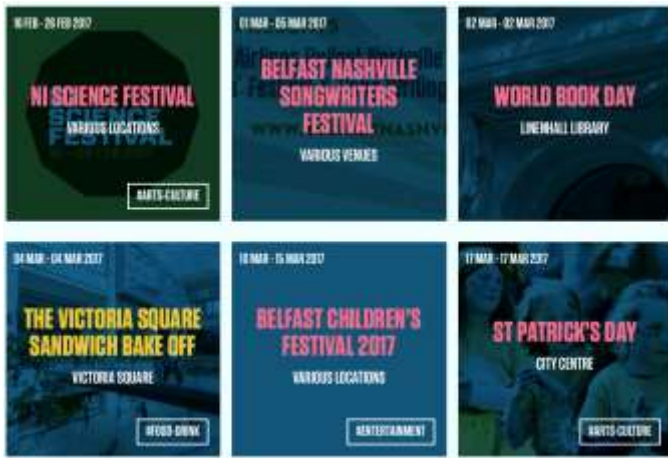 16 FEB - 26 FEB 2017
NI SCIENCE FESTIVAL
VARIOUS LOCATIONS
SCIENCE
FESTIVAL
#ARTS-CULTURE
01 MAR - 05 MAR 2017
BELFAST NASHVILLE
SONGWRITERS
FESTIVAL
VARIOUS VENUES
02 MAR - 02 MAR 2017
WORLD BOOK DAY
LINENHALL LIBRARY
04 MAR - 04 MAR 2017
THE VICTORIA SQUARE
SANDWICH BAKE OFF
VICTORIA SQUARE
#FOOD-DRINK
10 MAR - 15 MAR 2017
BELFAST CHILDREN'S
FESTIVAL 2017
VARIOUS LOCATIONS
#ENTERTAINMENT
17 MAR - 17 MAR 2017
ST PATRICK'S DAY
CITY CENTRE
#ARTS-CULTURE